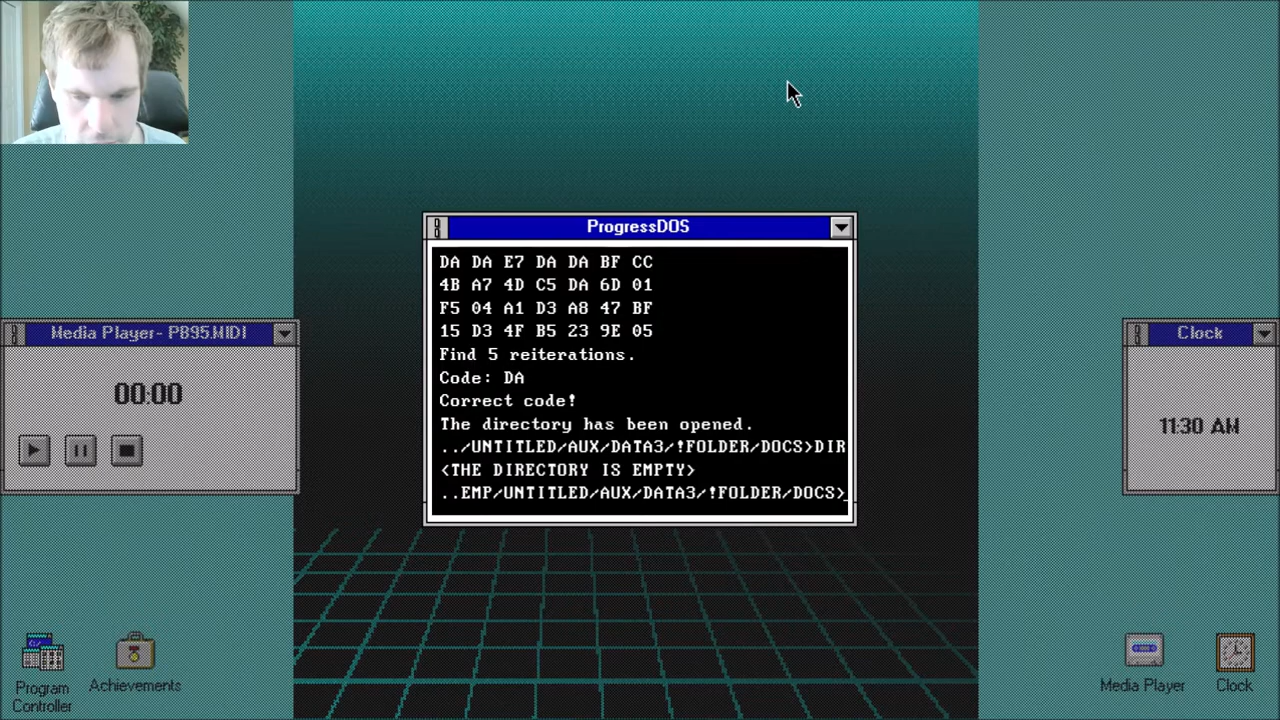 ProgressDOS
DA DA E7 DA DA BF CC
4B A7 4D C5 DA 6D 01
F5 04 A1 D3 A8 47 BF
15 D3 4F B5 23 9E 05
Find 5 reiterations.
Code: DA
Correct code!
The directory has been opened.
../UNTITLED/AUX/DATA3/!FOLDER/DOCS>DIR
<THE DIRECTORY IS EMPTY>
..EMP/UNTITLED/AUX/DATA3/!FOLDER/DOCS>_
Media Player- PB95.MIDI
00:00
Clock
11:30 AM
Program
Controller
Achievements
Media Player
Clock